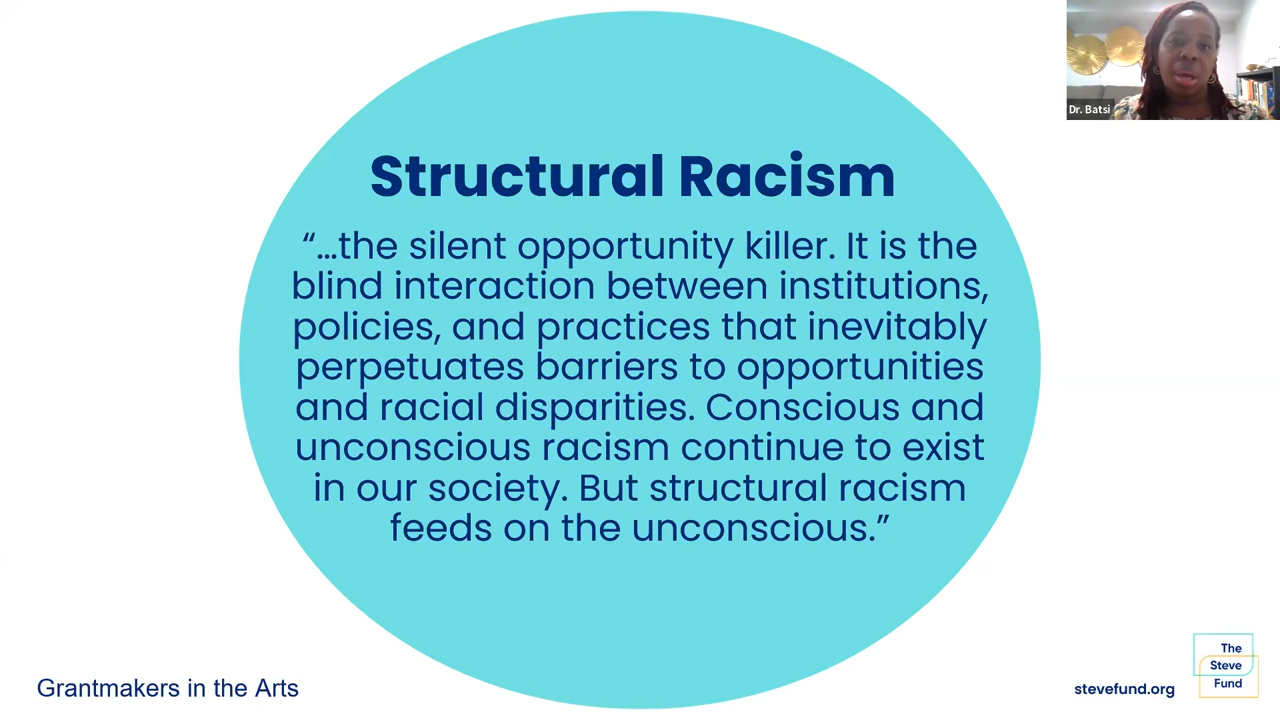 Dr. Batsi
Structural Racism
“…the silent opportunity killer. It is the
blind interaction between institutions,
policies, and practices that inevitably
perpetuates barriers to opportunities
and racial disparities. Conscious and
unconscious racism continue to exist
in our society. But structural racism
feeds on the unconscious.”
Grantmakers in the Arts
stevefund.org
The
Steve
Fund